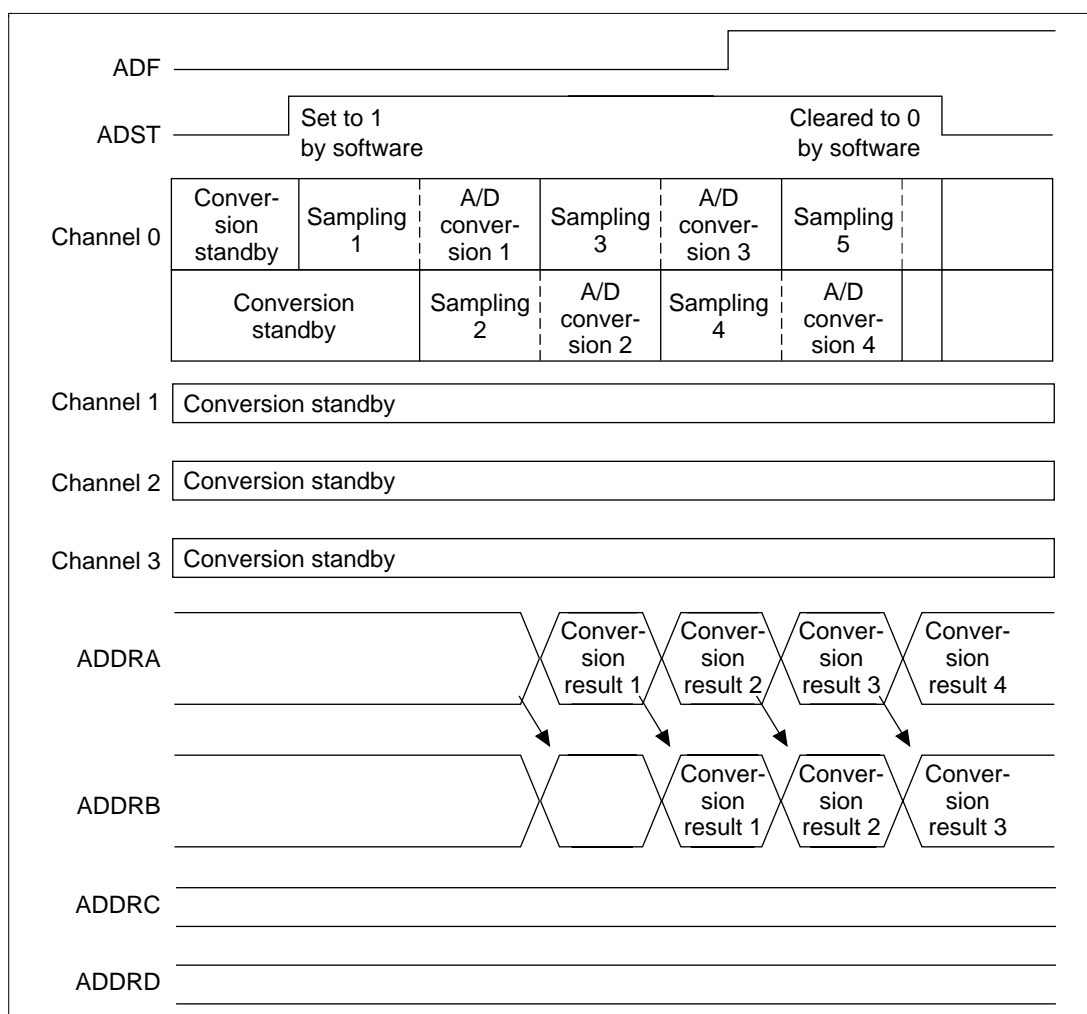 ADF
ADST
Set to 1
by software
Cleared to 0
by software
Channel 0
Conver-
sion
standby
Sampling
1
A/D
conver-
sion 1
Sampling
3
A/D
conver-
sion 3
Sampling
5
Conversion
standby
Sampling
2
A/D
conver-
sion 2
Sampling
4
A/D
conver-
sion 4
Channel 1
Conversion standby
Channel 2
Conversion standby
Channel 3
Conversion standby
ADDRA
Conver-
sion
result 1
Conver-
sion
result 2
Conver-
sion
result 3
Conver-
sion
result 4
ADDRB
Conver-
sion
result 1
Conver-
sion
result 2
Conver-
sion
result 3
ADDRC
ADDRD